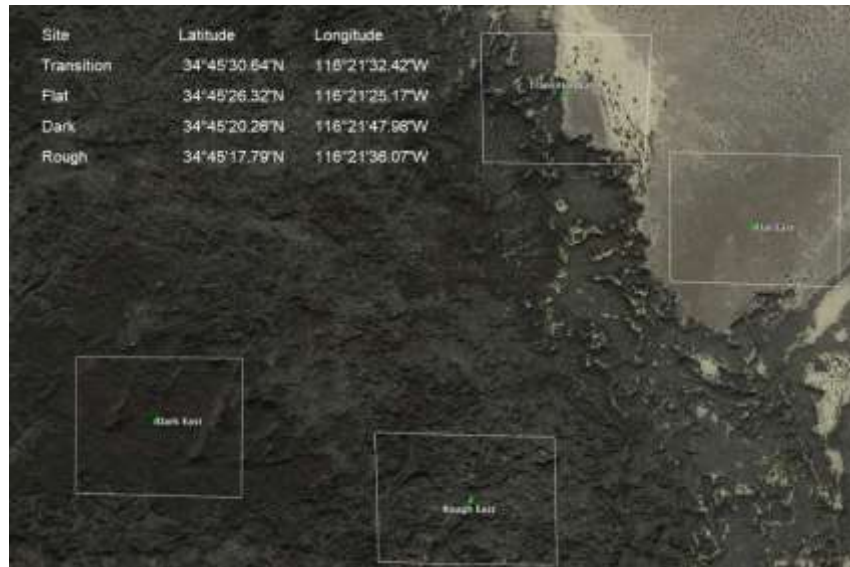 Site Latitude Longitude
Transition 34°45'30.64"N 116°21'32.42"W
Flat 34°45'26.32"N 116°21'25.17"W
Dark 34°45'20.26"N 116°21'47.96"W
Rough 34°45'17.79"N 116°21'36.07"W
East
Dark East
Rough East